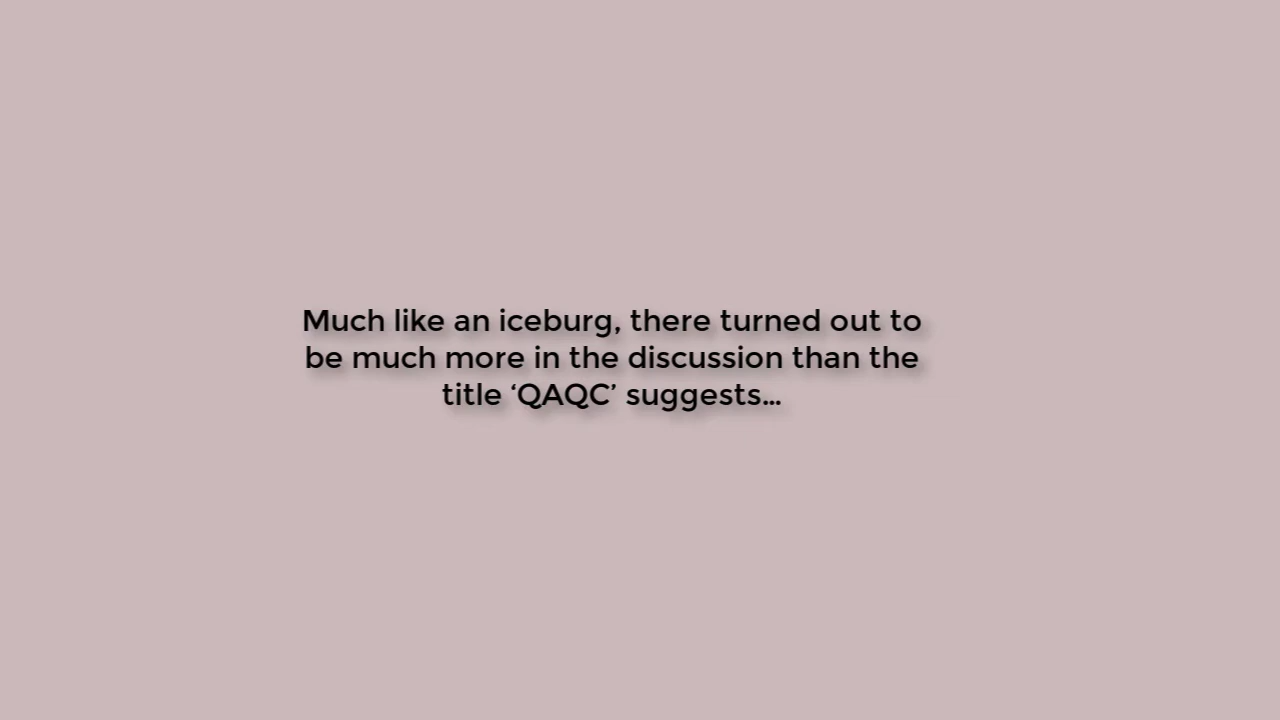 Much like an iceburg, there turned out to
be much more in the discussion than the
title ‘QAQC’ suggests...